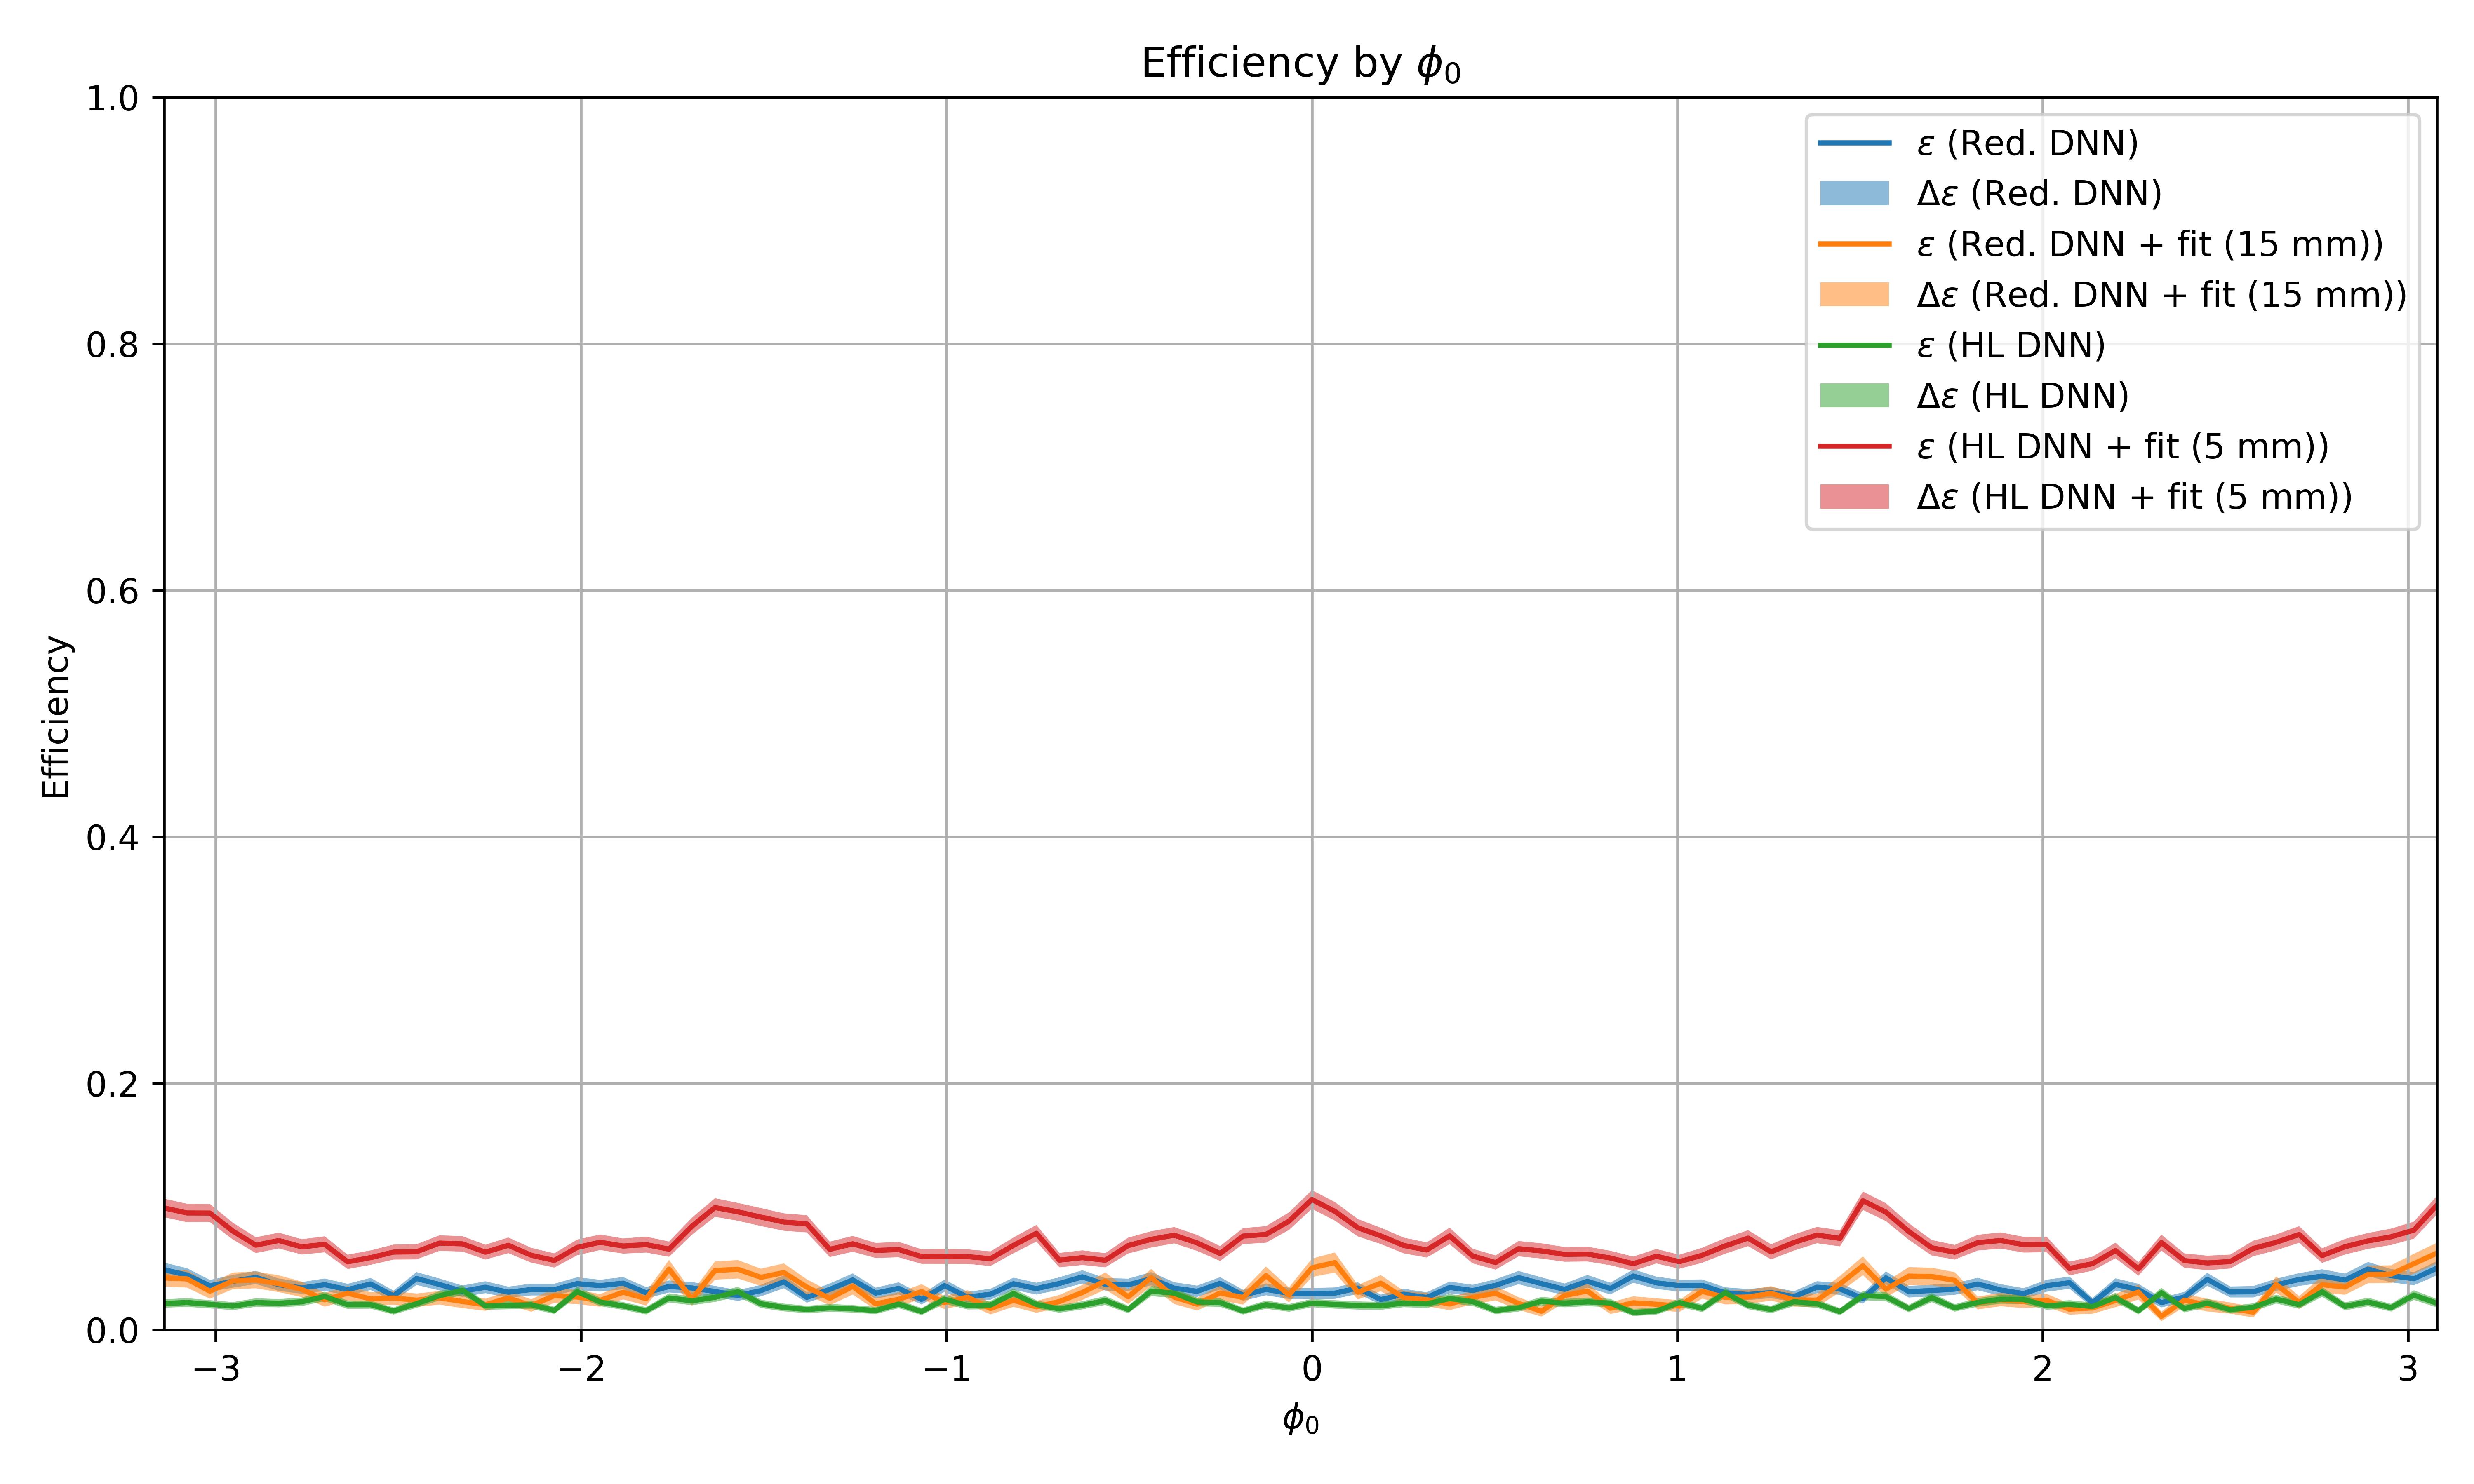 Efficiency by ϕ₀
1.0
0.8
0.6
0.4
0.2
0.0
Efficiency
ε (Red. DNN)
Δε (Red. DNN)
ε (Red. DNN + fit (15 mm))
Δε (Red. DNN + fit (15 mm))
ε (HL DNN)
Δε (HL DNN)
ε (HL DNN + fit (5 mm))
Δε (HL DNN + fit (5 mm))
−3 −2 −1 0 1 2 3
ϕ₀